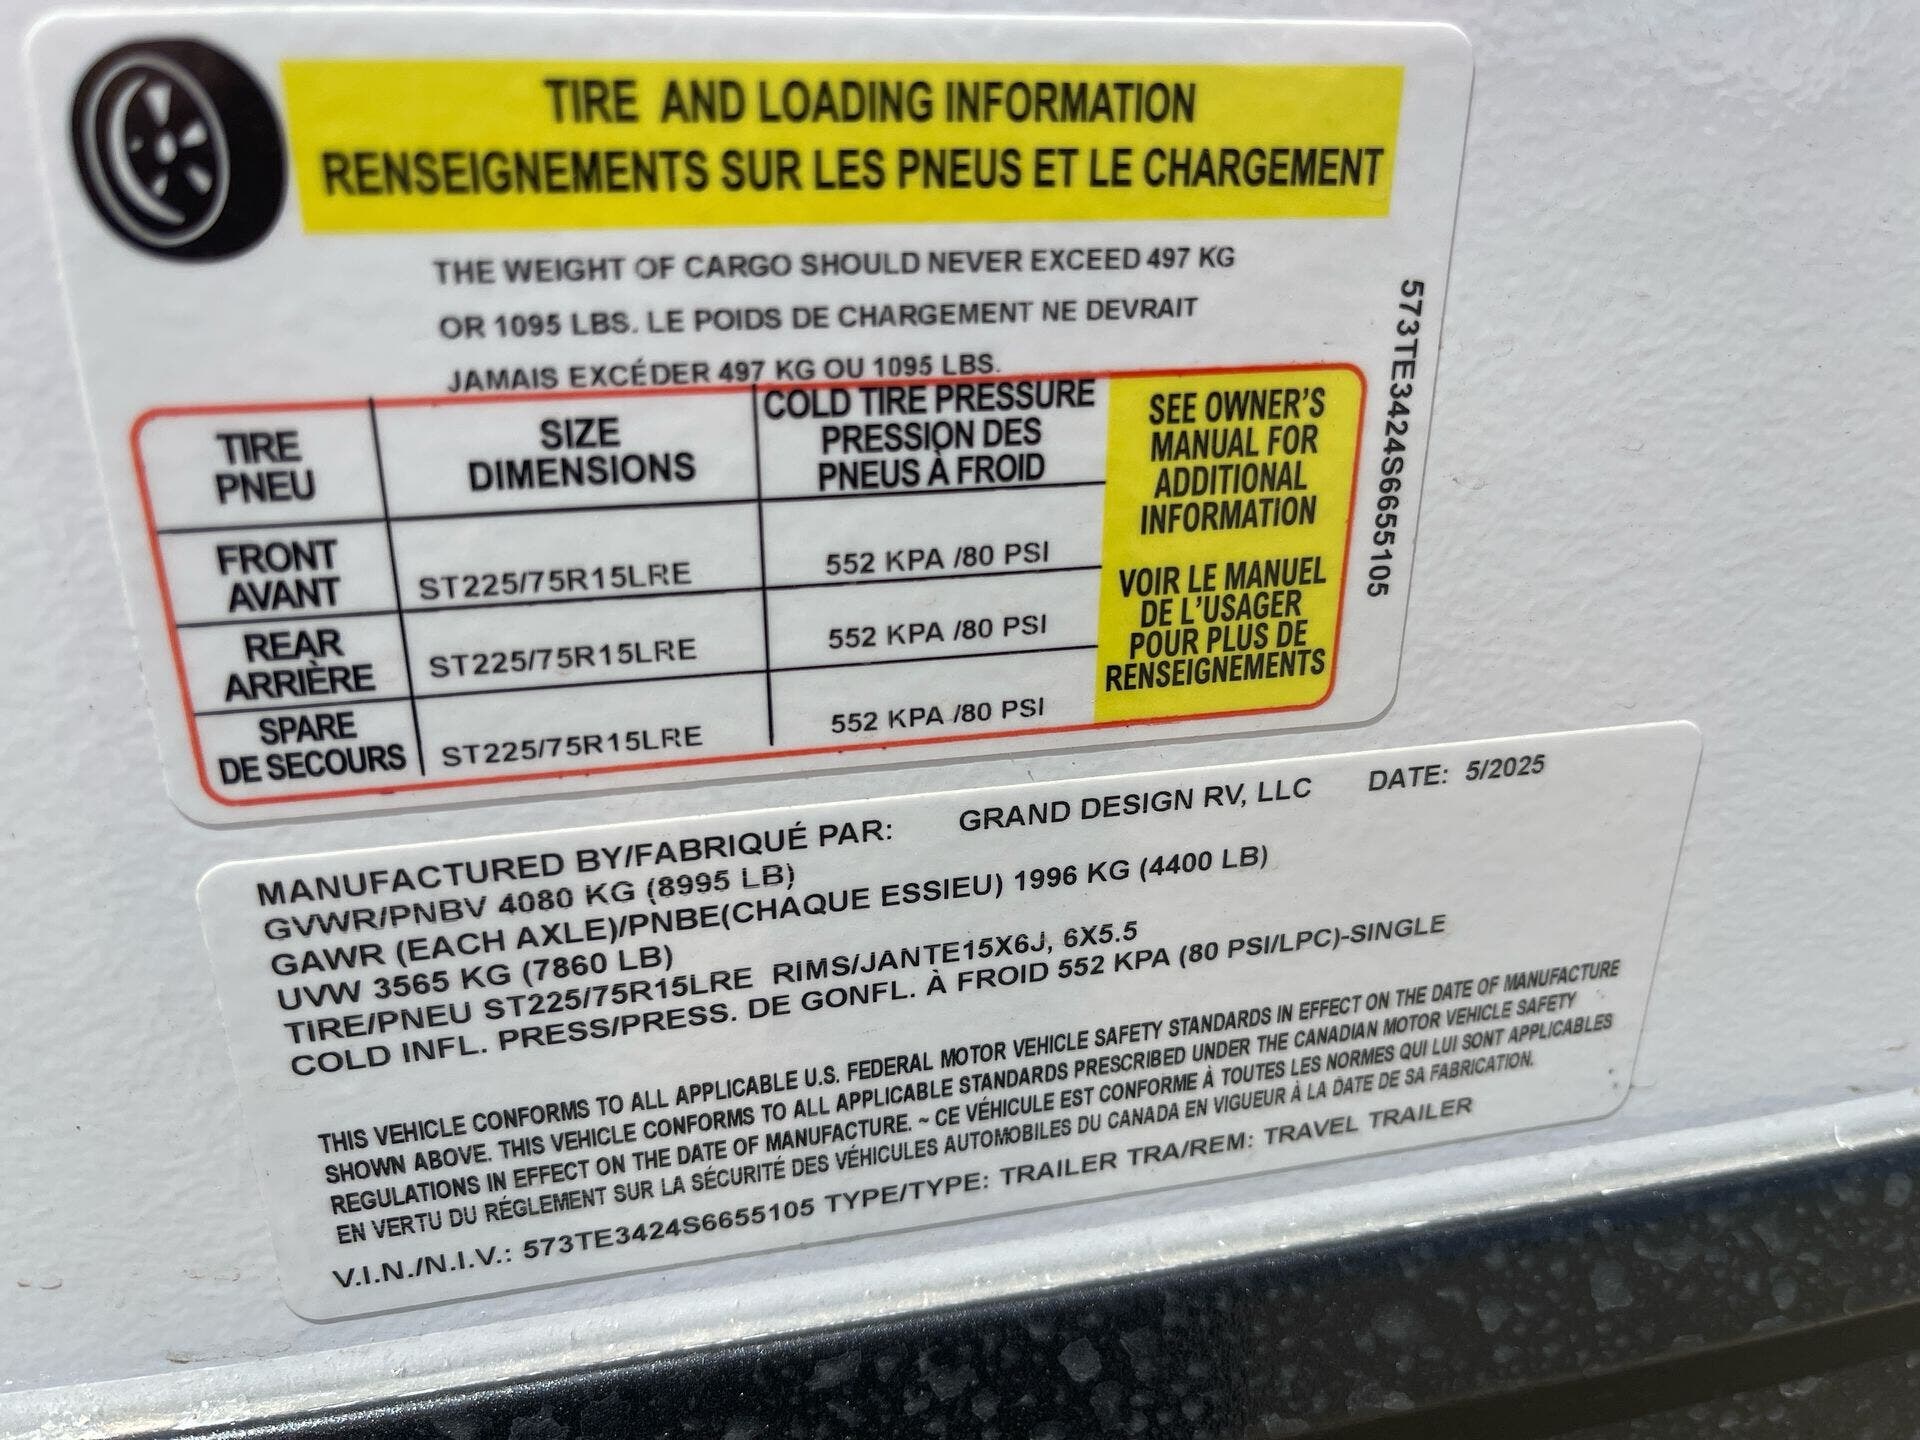 TIRE AND LOADING INFORMATION
RENSEIGNEMENTS SUR LES PNEUS ET LE CHARGEMENT
THE WEIGHT OF CARGO SHOULD NEVER EXCEED 497 KG
OR 1095 LBS. LE POIDS DE CHARGEMENT NE DEVRAIT
JAMAIS EXCÉDER 497 KG OU 1095 LBS.
TIRE
PNEU
SIZE
DIMENSIONS
COLD TIRE PRESSURE
PRESSION DES
PNEUS À FROID
FRONT
AVANT
ST225/75R15LRE
552 KPA /80 PSI
REAR
ARRIÈRE
ST225/75R15LRE
552 KPA /80 PSI
SPARE
DE SECOURS
ST225/75R15LRE
552 KPA /80 PSI
SEE OWNER'S
MANUAL FOR
ADDITIONAL
INFORMATION
VOIR LE MANUEL
DE L'USAGER
POUR PLUS DE
RENSEIGNEMENTS
573TE3424S6655105
MANUFACTURED BY/FABRIQUÉ PAR: GRAND DESIGN RV, LLC DATE: 5/2025
GVWR/PNBV 4080 KG (8995 LB)
GAWR (EACH AXLE)/PNBE(CHAQUE ESSIEU) 1996 KG (4400 LB)
UVW 3565 KG (7860 LB)
TIRE/PNEU ST225/75R15LRE RIMS/JANTE15X6J, 6X5.5
COLD INFL. PRESS/PRESS. DE GONFL. À FROID 552 KPA (80 PSI/LPC)-SINGLE
THIS VEHICLE CONFORMS TO ALL APPLICABLE U.S. FEDERAL MOTOR VEHICLE SAFETY STANDARDS IN EFFECT ON THE DATE OF MANUFACTURE
SHOWN ABOVE. THIS VEHICLE CONFORMS TO ALL APPLICABLE STANDARDS PRESCRIBED UNDER THE CANADIAN MOTOR VEHICLE SAFETY
REGULATIONS IN EFFECT ON THE DATE OF MANUFACTURE. ~ CE VÉHICULE EST CONFORME À TOUTES LES NORMES QUI LUI SONT APPLICABLES
EN VERTU DU RÉGLEMENT SUR LA SÉCURITÉ DES VÉHICULES AUTOMOBILES DU CANADA EN VIGUEUR À LA DATE DE SA FABRICATION.
V.I.N./N.I.V.: 573TE3424S6655105 TYPE/TYPE: TRAILER TRA/REM: TRAVEL TRAILER